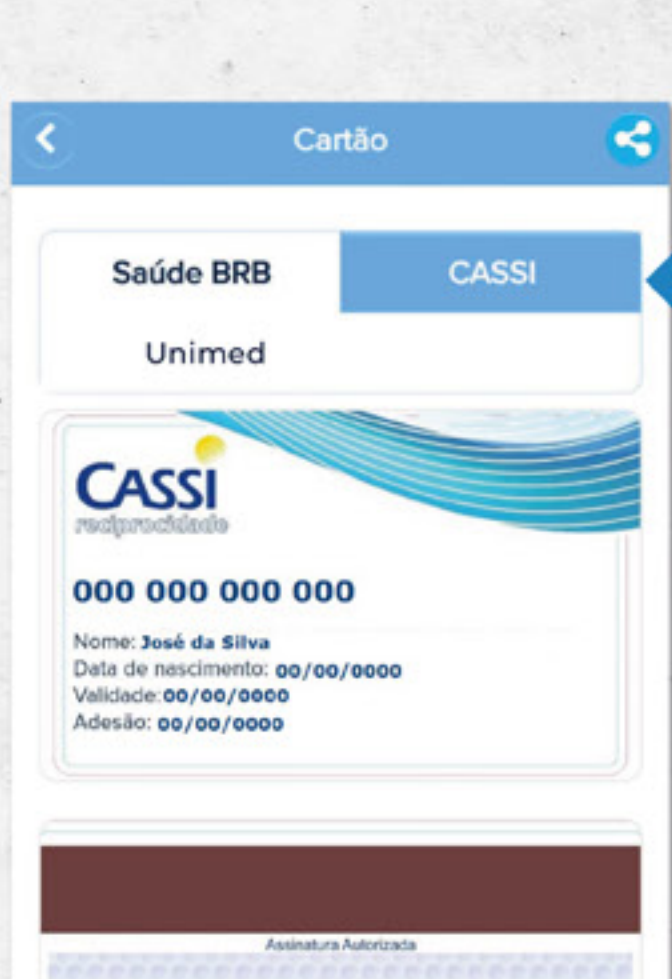 Cartão
Saúde BRB CASSI
Unimed
CASSI
reciprocidade
000 000 000 000
Nome: José da Silva
Data de nascimento: 00/00/0000
Validade:00/00/0000
Adesão: 00/00/0000
Assinatura Autorizada